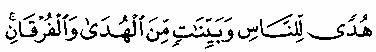 هُدًى لِّلنَّاسِ وَبَيِّنَٰتٍ مِّنَ ٱلْهُدَىٰ وَٱلْفُرْقَانِۚ